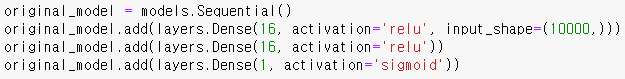 original_model = models.Sequential()
original_model.add(layers.Dense(16, activation='relu', input_shape=(10000,)))
original_model.add(layers.Dense(16, activation='relu'))
original_model.add(layers.Dense(1, activation='sigmoid'))